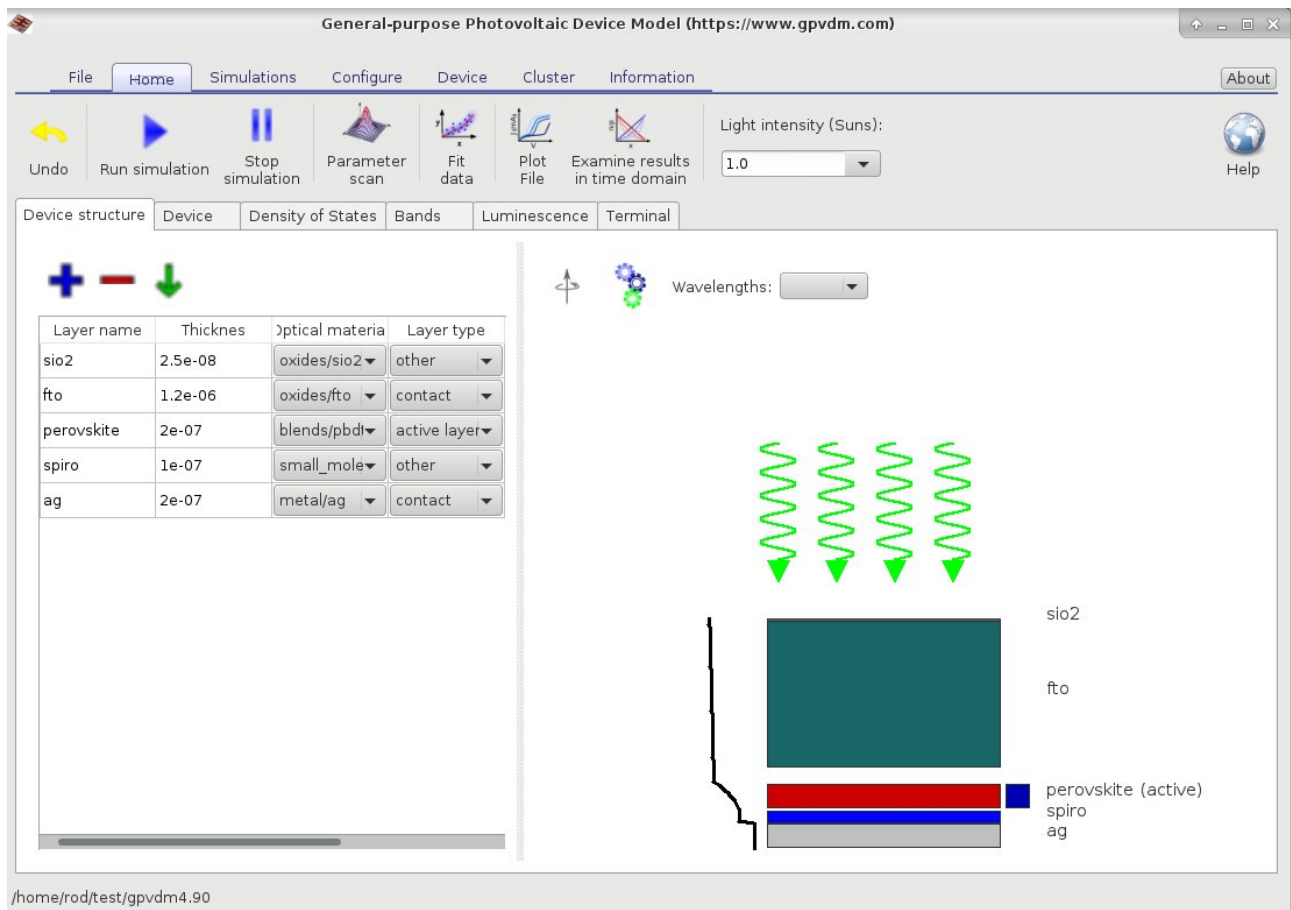 General-purpose Photovoltaic Device Model (https://www.gpvdm.com)
File Home Simulations Configure Device Cluster Information About
Undo
Run simulation
Stop simulation
Parameter scan
Fit data
Plot File
Examine results in time domain
Light intensity (Suns):
1.0
Help
Device structure Device Density of States Bands Luminescence Terminal
Wavelengths:
Layer name Thicknes Optical materia Layer type
sio2 2.5e-08 oxides/sio2 other
fto 1.2e-06 oxides/fto contact
perovskite 2e-07 blends/pbdt active layer
spiro 1e-07 small_mole other
ag 2e-07 metal/ag contact
sio2
fto
perovskite (active)
spiro
ag
/home/rod/test/gpvdm4.90